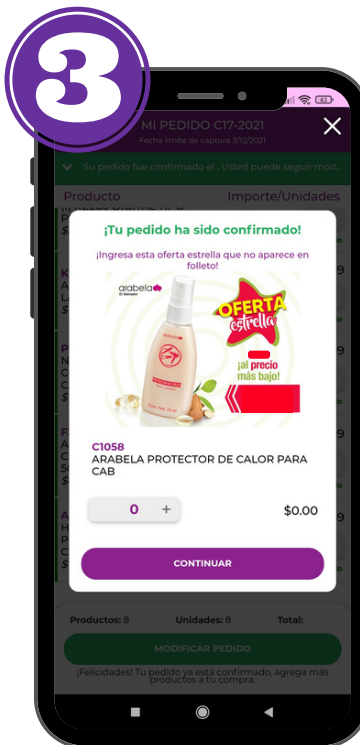 3
MI PEDIDO C17-2021
Fecha límite de captura 3/12/2021
Su pedido fue confirmado el . Usted puede seguir mod...
Producto Importe/Unidades
¡Tu pedido ha sido confirmado!
¡Ingresa esta oferta estrella que no aparece en
folleto!
arabela
El Salvador
OFERTA
estrella
¡al precio
más bajo!
C1058
ARABELA PROTECTOR DE CALOR PARA
CAB
0 + $0.00
CONTINUAR
Productos: 8 Unidades: 8 Total:
MODIFICAR PEDIDO
¡Felicidades! Tu pedido ya está confirmado, agrega más
productos a tu compra.